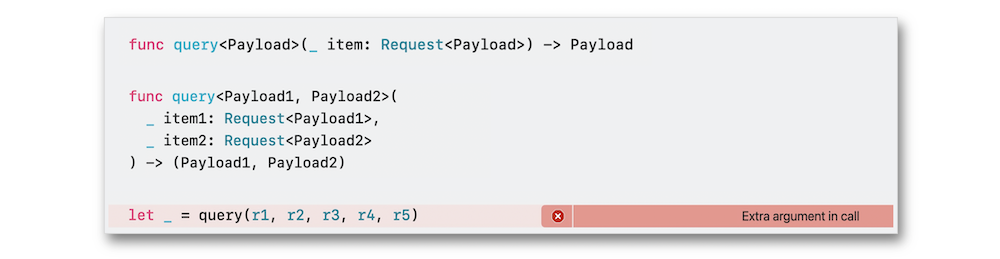 func query<Payload>(_ item: Request<Payload>) -> Payload
func query<Payload1, Payload2>(
_ item1: Request<Payload1>,
_ item2: Request<Payload2>
) -> (Payload1, Payload2)
let _ = query(r1, r2, r3, r4, r5) Extra argument in call